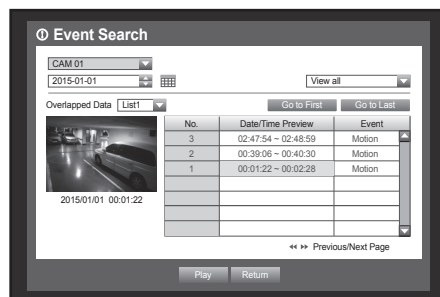 Event Search
CAM 01
2015-01-01
View all
Overlapped Data List1
Go to First Go to Last
No. Date/Time Preview Event
3 02:47:54 ~ 02:48:59 Motion
2 00:39:06 ~ 00:40:30 Motion
1 00:01:22 ~ 00:02:28 Motion
2015/01/01 00:01:22
Previous/Next Page
Play Return